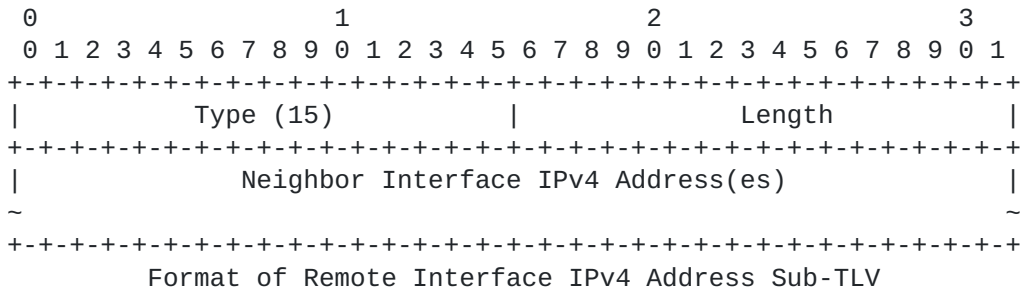 0                   1                   2                   3
 0 1 2 3 4 5 6 7 8 9 0 1 2 3 4 5 6 7 8 9 0 1 2 3 4 5 6 7 8 9 0 1
+-+-+-+-+-+-+-+-+-+-+-+-+-+-+-+-+-+-+-+-+-+-+-+-+-+-+-+-+-+-+-+-+
|           Type (15)           |              Length           |
+-+-+-+-+-+-+-+-+-+-+-+-+-+-+-+-+-+-+-+-+-+-+-+-+-+-+-+-+-+-+-+-+
|              Neighbor Interface IPv4 Address(es)              |
~                                                               ~
+-+-+-+-+-+-+-+-+-+-+-+-+-+-+-+-+-+-+-+-+-+-+-+-+-+-+-+-+-+-+-+-+
         Format of Remote Interface IPv4 Address Sub-TLV